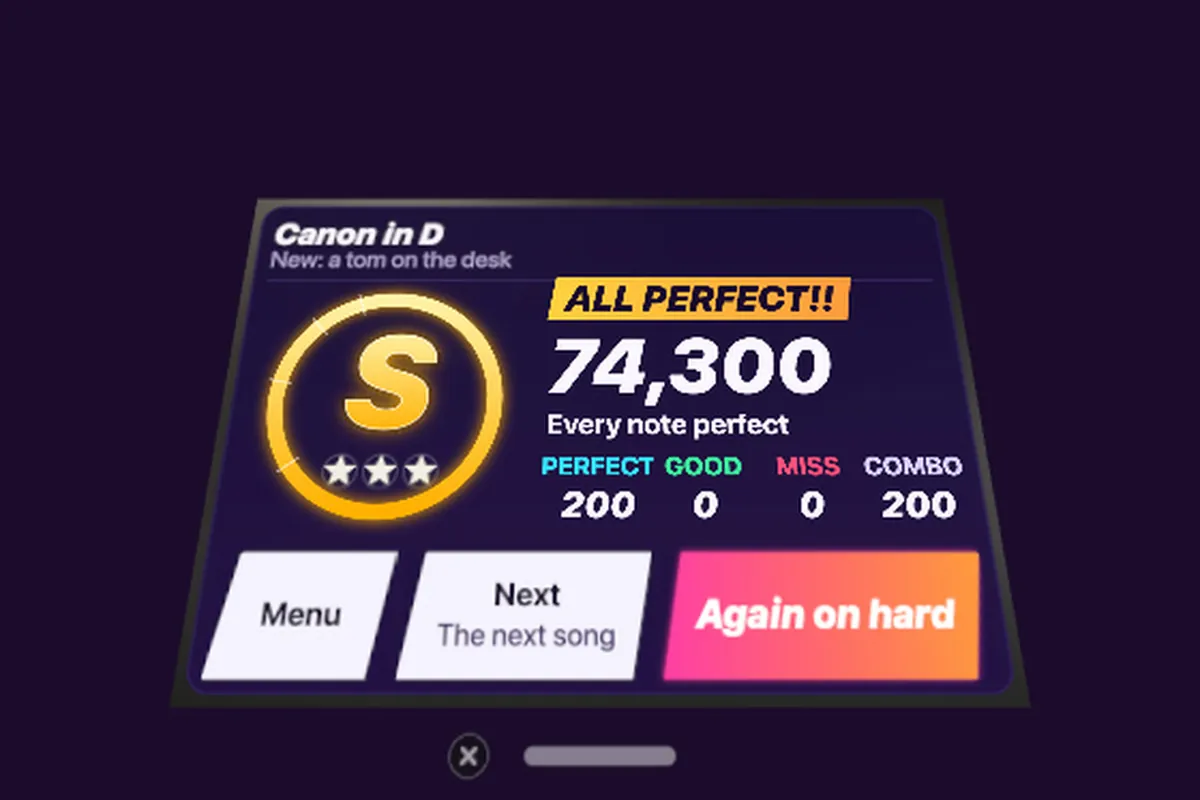 Canon in D
New: a tom on the desk
ALL PERFECT!!
S
74,300
Every note perfect
PERFECT GOOD MISS COMBO
200 0 0 200
Menu
Next
The next song
Again on hard